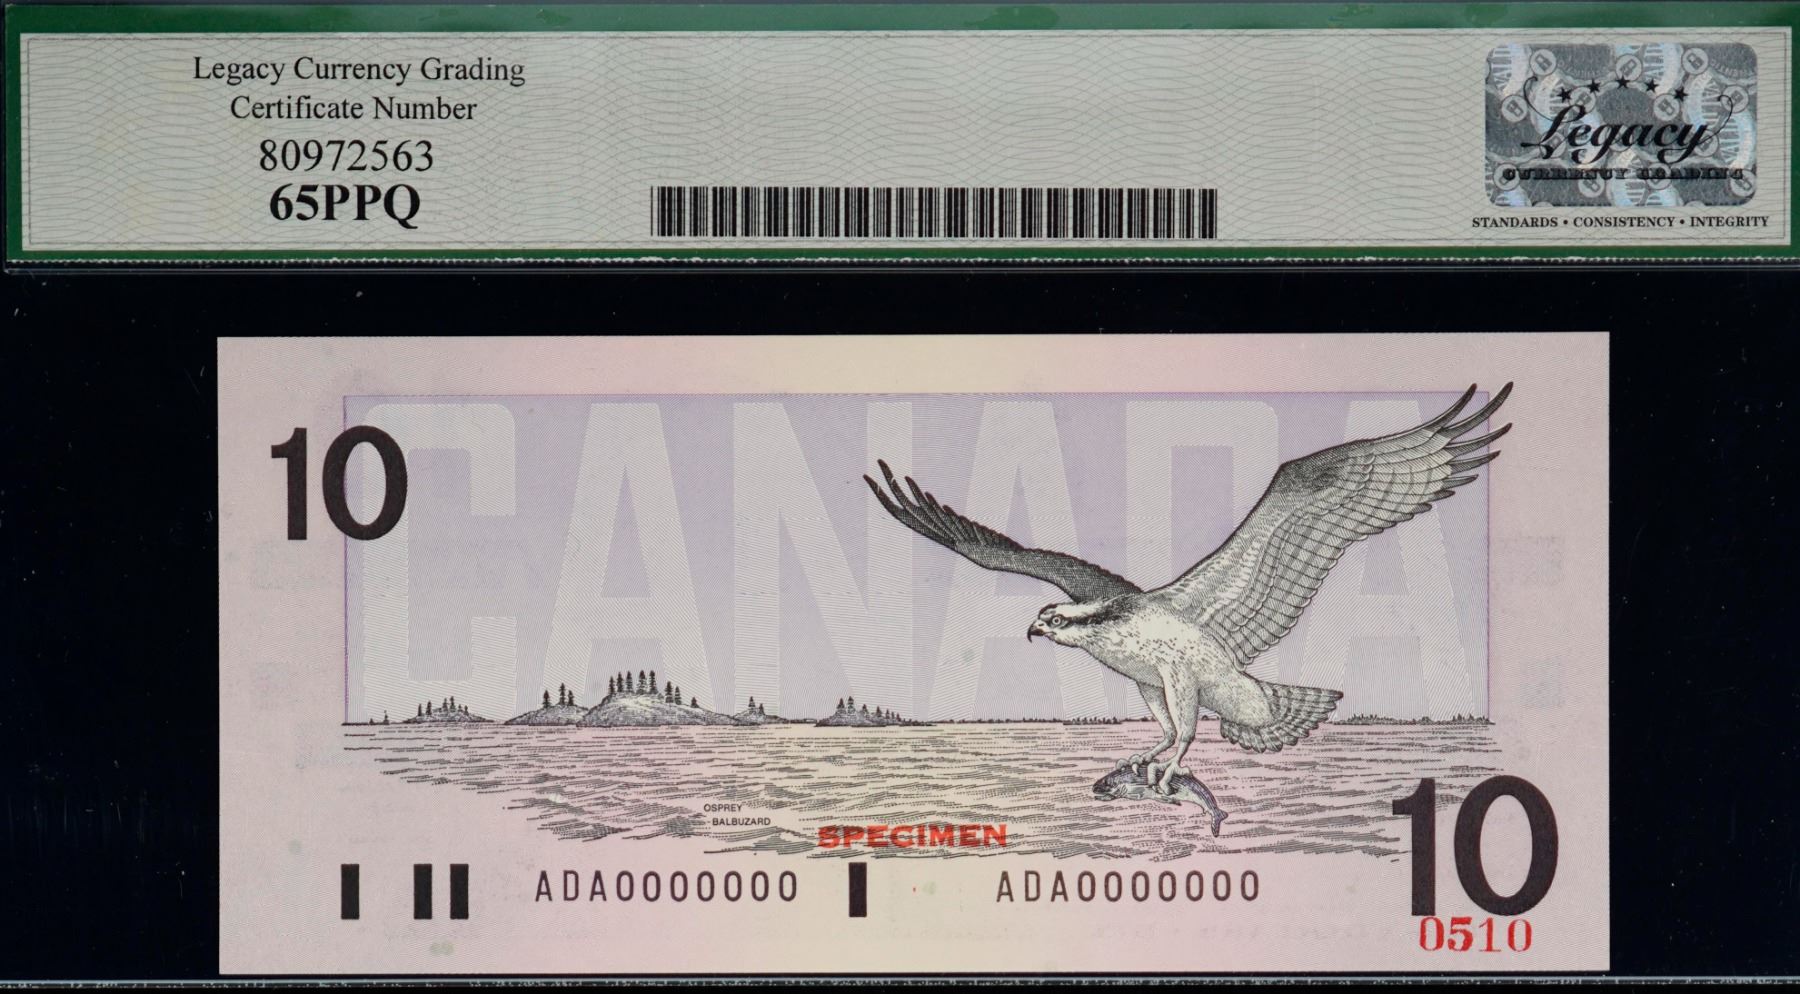 Legacy Currency Grading
Certificate Number
80972563
65PPQ
Legacy
CURRENCY GRADING
STANDARDS • CONSISTENCY • INTEGRITY
CANADA
10
OSPREY
- BALBUZARD
SPECIMEN
ADA0000000
ADA0000000
10
0510